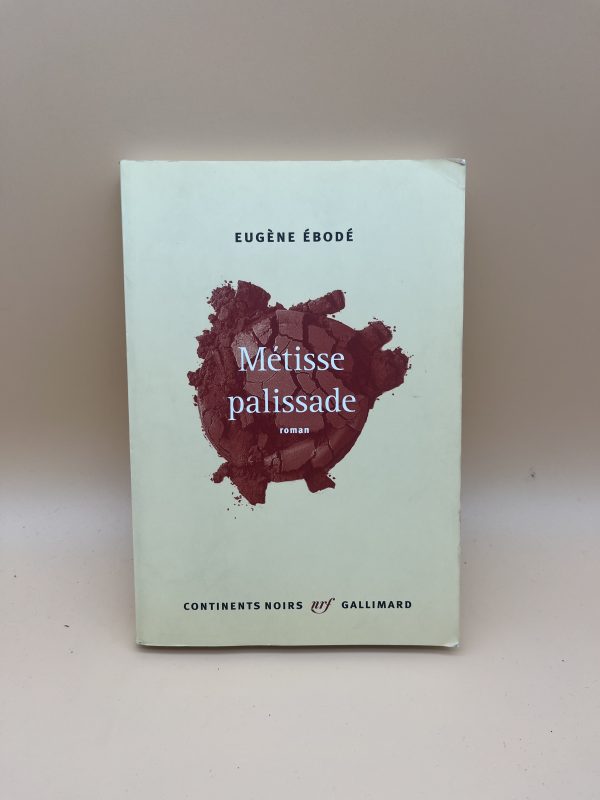 EUGÈNE ÉBODÉ
Métisse
palissade
roman
CONTINENTS NOIRS nrf GALLIMARD